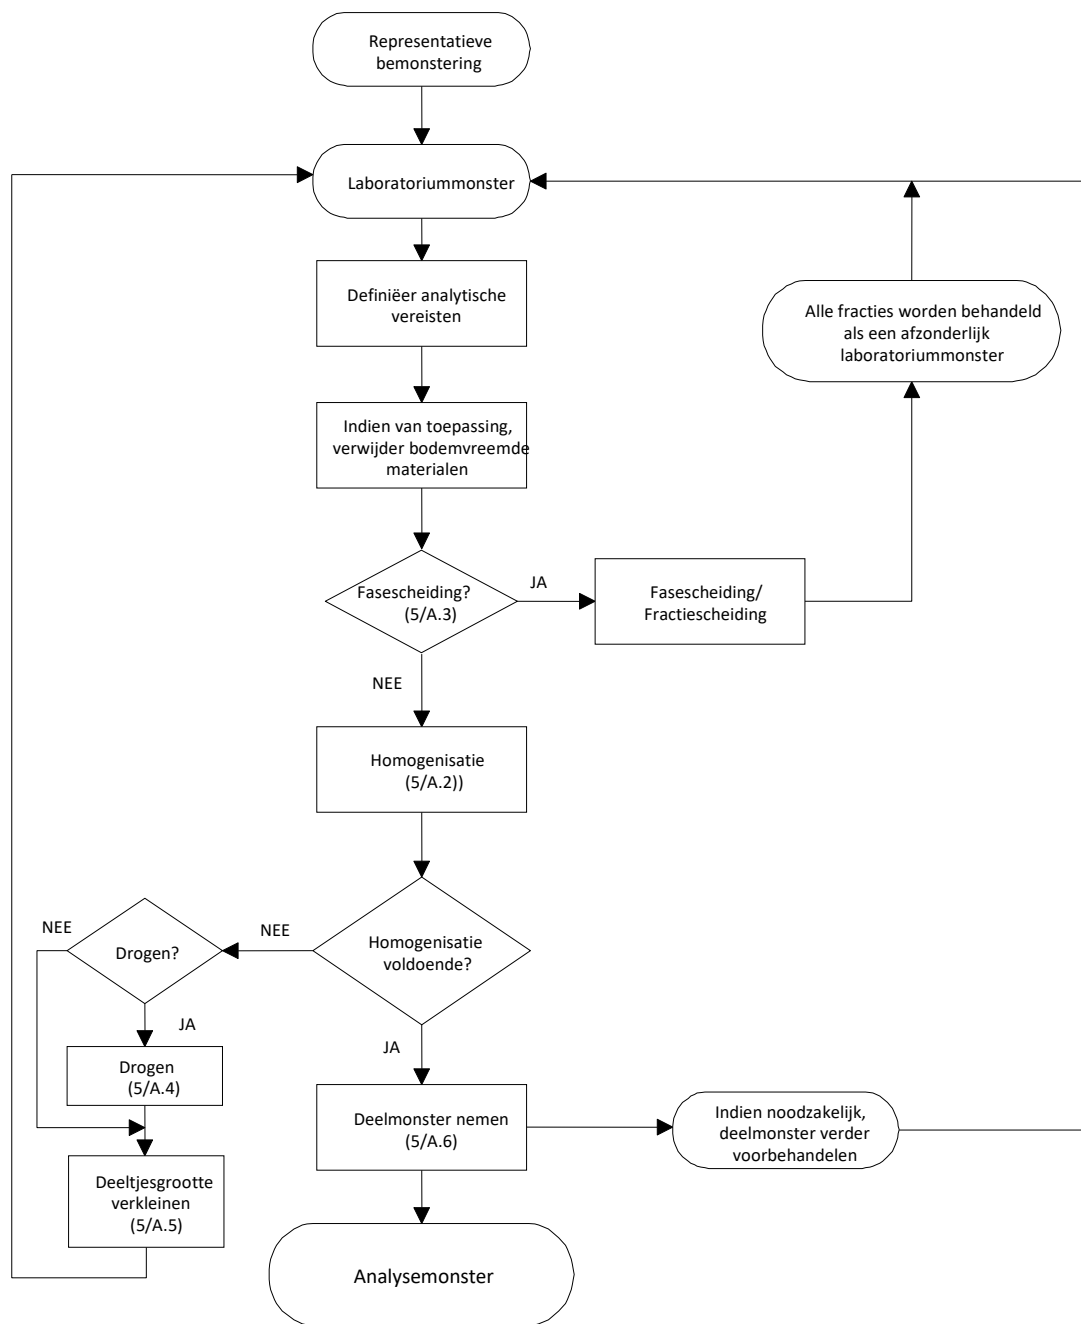 Representatieve
bemonstering
Laboratoriummonster
Definiëer analytische
vereisten
Alle fracties worden behandeld
als een afzonderlijk
laboratoriummonster
Indien van toepassing,
verwijder bodemvreemde
materialen
Fasescheiding?
(5/A.3)
JA
Fasescheiding/
Fractiescheiding
NEE
Homogenisatie
(5/A.2))
Homogenisatie
voldoende?
NEE
Drogen?
NEE
JA
Drogen
(5/A.4)
Deeltjesgrootte
verkleinen
(5/A.5)
JA
Deelmonster nemen
(5/A.6)
Indien noodzakelijk,
deelmonster verder
voorbehandelen
Analysemonster